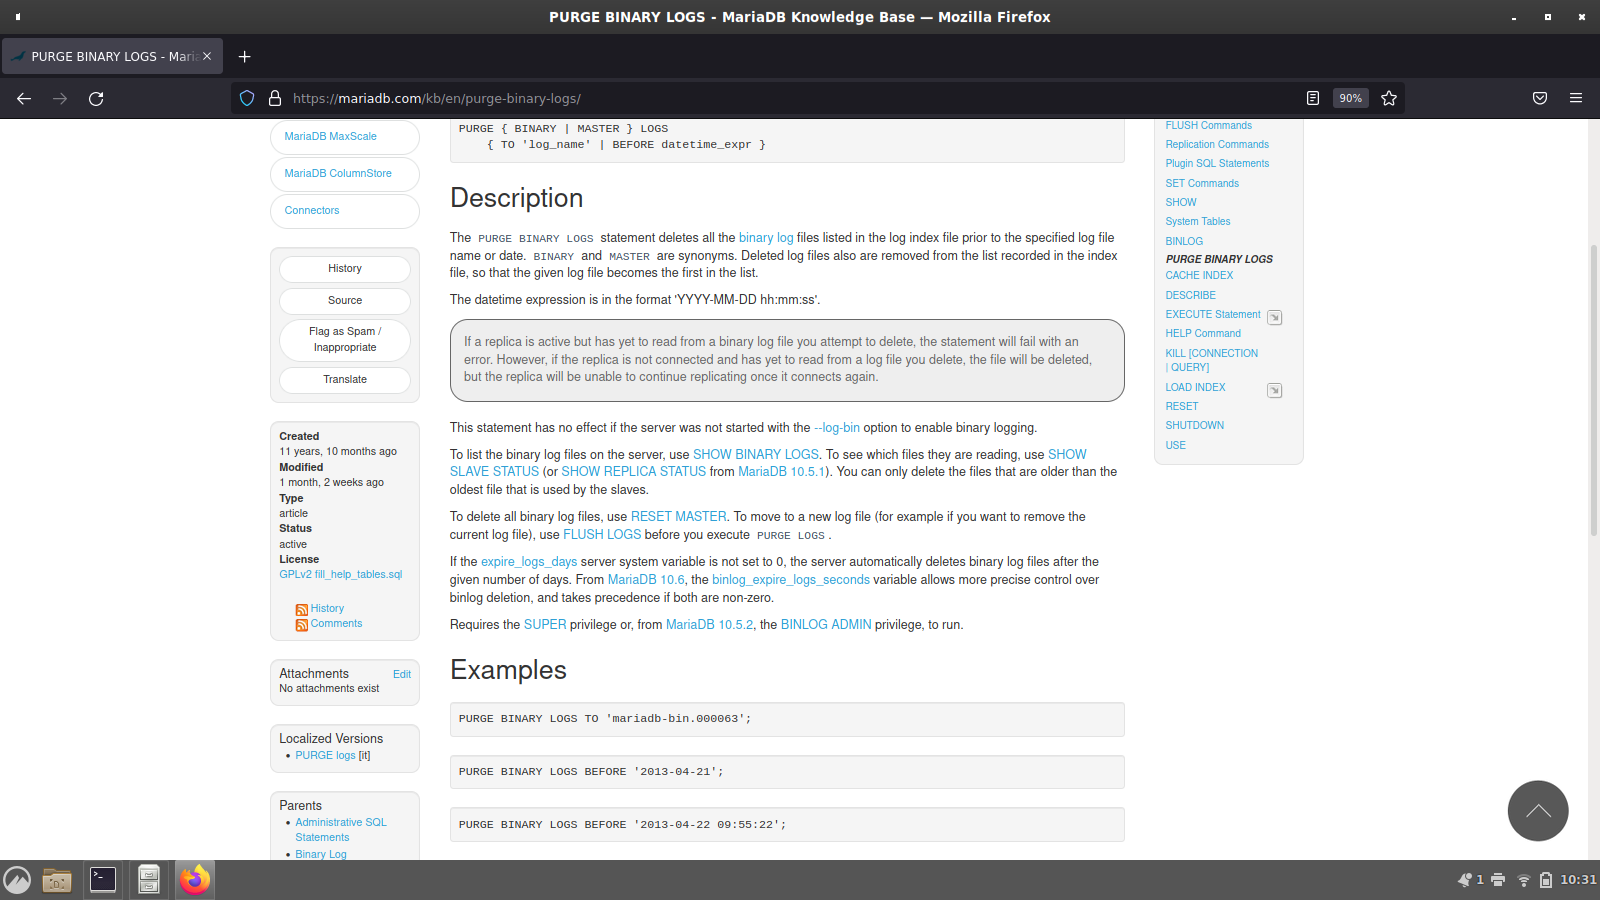 PURGE BINARY LOGS - MariaDB Knowledge Base — Mozilla Firefox
PURGE BINARY LOGS - Maria
https://mariadb.com/kb/en/purge-binary-logs/
90%
MariaDB MaxScale
MariaDB ColumnStore
Connectors
History
Source
Flag as Spam /
Inappropriate
Translate
Created
11 years, 10 months ago
Modified
1 month, 2 weeks ago
Type
article
Status
active
License
GPLv2 fill_help_tables.sql
History
Comments
Attachments
Edit
No attachments exist
Localized Versions
PURGE logs [it]
Parents
Administrative SQL
Statements
Binary Log
PURGE { BINARY | MASTER } LOGS
{ TO 'log_name' | BEFORE datetime_expr }
Description
The PURGE BINARY LOGS statement deletes all the binary log files listed in the log index file prior to the specified log file
name or date. BINARY and MASTER are synonyms. Deleted log files also are removed from the list recorded in the index
file, so that the given log file becomes the first in the list.
The datetime expression is in the format 'YYYY-MM-DD hh:mm:ss'.
If a replica is active but has yet to read from a binary log file you attempt to delete, the statement will fail with an
error. However, if the replica is not connected and has yet to read from a log file you delete, the file will be deleted,
but the replica will be unable to continue replicating once it connects again.
This statement has no effect if the server was not started with the --log-bin option to enable binary logging.
To list the binary log files on the server, use SHOW BINARY LOGS. To see which files they are reading, use SHOW
SLAVE STATUS (or SHOW REPLICA STATUS from MariaDB 10.5.1). You can only delete the files that are older than the
oldest file that is used by the slaves.
To delete all binary log files, use RESET MASTER. To move to a new log file (for example if you want to remove the
current log file), use FLUSH LOGS before you execute PURGE LOGS.
If the expire_logs_days server system variable is not set to 0, the server automatically deletes binary log files after the
given number of days. From MariaDB 10.6, the binlog_expire_logs_seconds variable allows more precise control over
binlog deletion, and takes precedence if both are non-zero.
Requires the SUPER privilege or, from MariaDB 10.5.2, the BINLOG ADMIN privilege, to run.
Examples
PURGE BINARY LOGS TO 'mariadb-bin.000063';
PURGE BINARY LOGS BEFORE '2013-04-21';
PURGE BINARY LOGS BEFORE '2013-04-22 09:55:22';
FLUSH Commands
Replication Commands
Plugin SQL Statements
SET Commands
SHOW
System Tables
BINLOG
PURGE BINARY LOGS
CACHE INDEX
DESCRIBE
EXECUTE Statement
HELP Command
KILL [CONNECTION
| QUERY]
LOAD INDEX
RESET
SHUTDOWN
USE
1
10:31